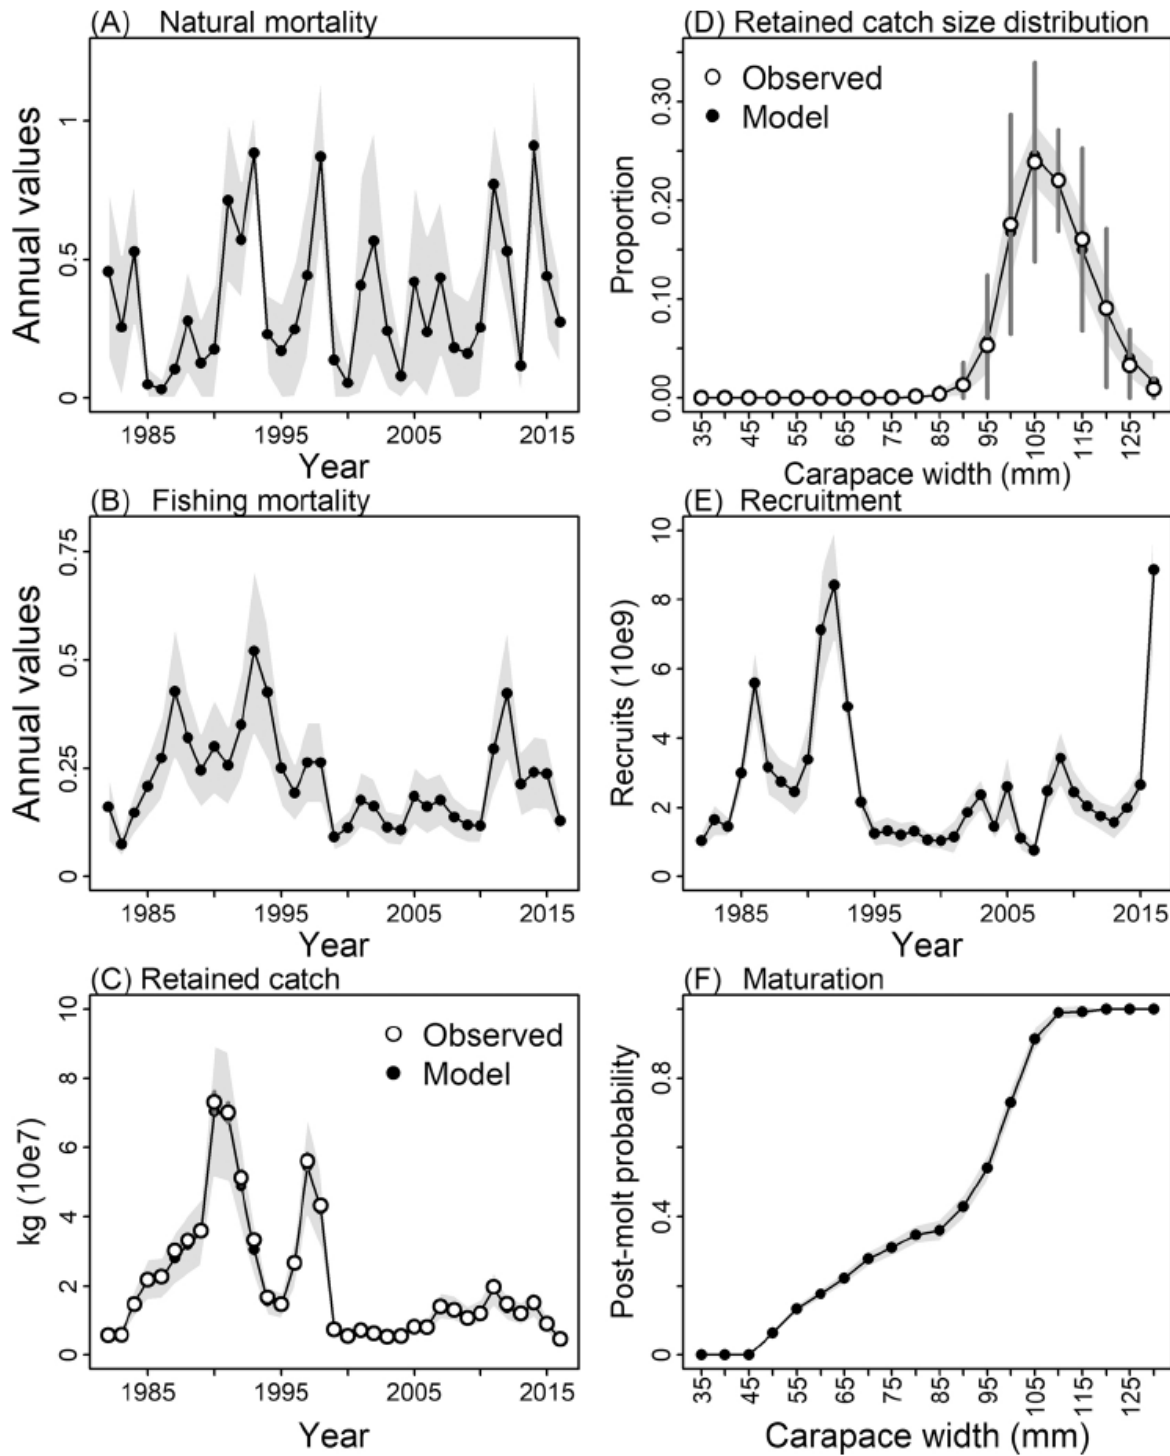 (A) Natural mortality
Annual values
1
0.5
0
1985 1995 2005 2015
Year
(B) Fishing mortality
Annual values
0.75
0.5
0.25
0
1985 1995 2005 2015
Year
(C) Retained catch
kg (10e7)
10
8
6
4
2
0
Observed
Model
1985 1995 2005 2015
Year
(D) Retained catch size distribution
Proportion
0.30
0.20
0.10
0.00
Observed
Model
35 45 55 65 75 85 95 105 115 125
Carapace width (mm)
(E) Recruitment
Recruits (10e9)
10
8
6
4
2
0
1985 1995 2005 2015
Year
(F) Maturation
Post-molt probability
0.8
0.4
0
35 45 55 65 75 85 95 105 115 125
Carapace width (mm)